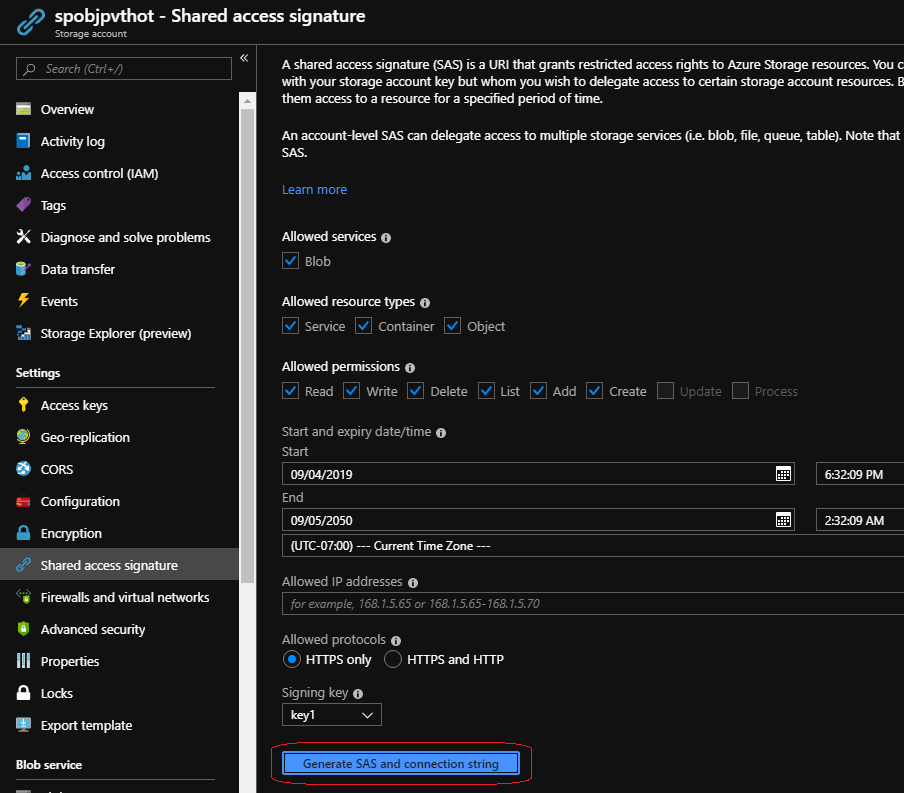 spobjpvthot - Shared access signature
Storage account
Search (Ctrl+/)
«
Overview
Activity log
Access control (IAM)
Tags
Diagnose and solve problems
Data transfer
Events
Storage Explorer (preview)
Settings
Access keys
Geo-replication
CORS
Configuration
Encryption
Shared access signature
Firewalls and virtual networks
Advanced security
Properties
Locks
Export template
Blob service
A shared access signature (SAS) is a URI that grants restricted access rights to Azure Storage resources. You c
with your storage account key but whom you wish to delegate access to certain storage account resources. B
them access to a resource for a specified period of time.
An account-level SAS can delegate access to multiple storage services (i.e. blob, file, queue, table). Note that
SAS.
Learn more
Allowed services
Blob
Allowed resource types
Service Container Object
Allowed permissions
Read Write Delete List Add Create Update Process
Start and expiry date/time
Start
09/04/2019 6:32:09 PM
End
09/05/2050 2:32:09 AM
(UTC-07:00) --- Current Time Zone ---
Allowed IP addresses
for example, 168.1.5.65 or 168.1.5.65-168.1.5.70
Allowed protocols
HTTPS only HTTPS and HTTP
Signing key
key1
Generate SAS and connection string